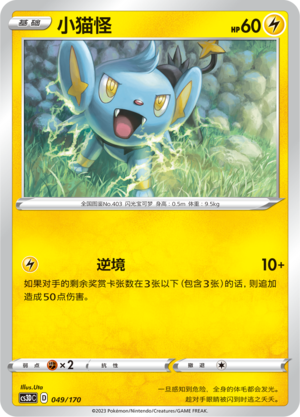 基础 小猫怪 HP60
全国图鉴No.403 闪光宝可梦 身高：0.5m 体重：9.5kg
逆境 10+
如果对手的剩余奖赏卡张数在3张以下（包含3张）的话，则追加
造成50点伤害。
弱点 ×2 抗性 撤退
Illus.Uta
CS3D C D 049/170
一旦感知到危险，全身的体毛都会发光。
趁对手眼睛被闪到时逃之夭夭。
©2023 Pokémon/Nintendo/Creatures/GAME FREAK.